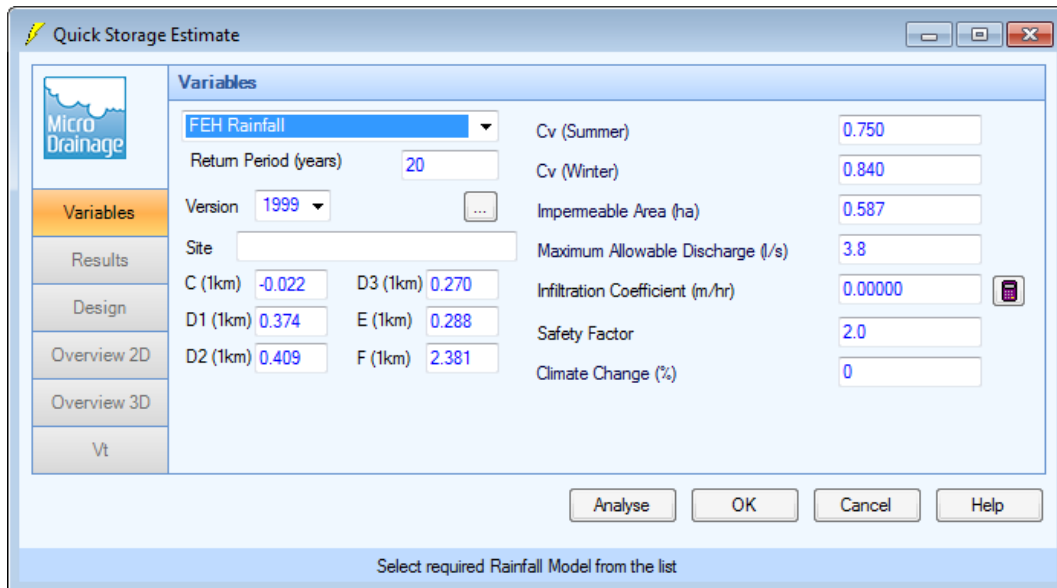 Quick Storage Estimate
Micro
Drainage
Variables
Results
Design
Overview 2D
Overview 3D
Vt
Variables
FEH Rainfall
Return Period (years) 20
Version 1999 ...
Site
C (1km) -0.022 D3 (1km) 0.270
D1 (1km) 0.374 E (1km) 0.288
D2 (1km) 0.409 F (1km) 2.381
Cv (Summer) 0.750
Cv (Winter) 0.840
Impermeable Area (ha) 0.587
Maximum Allowable Discharge (l/s) 3.8
Infiltration Coefficient (m/hr) 0.00000
Safety Factor 2.0
Climate Change (%) 0
Analyse OK Cancel Help
Select required Rainfall Model from the list